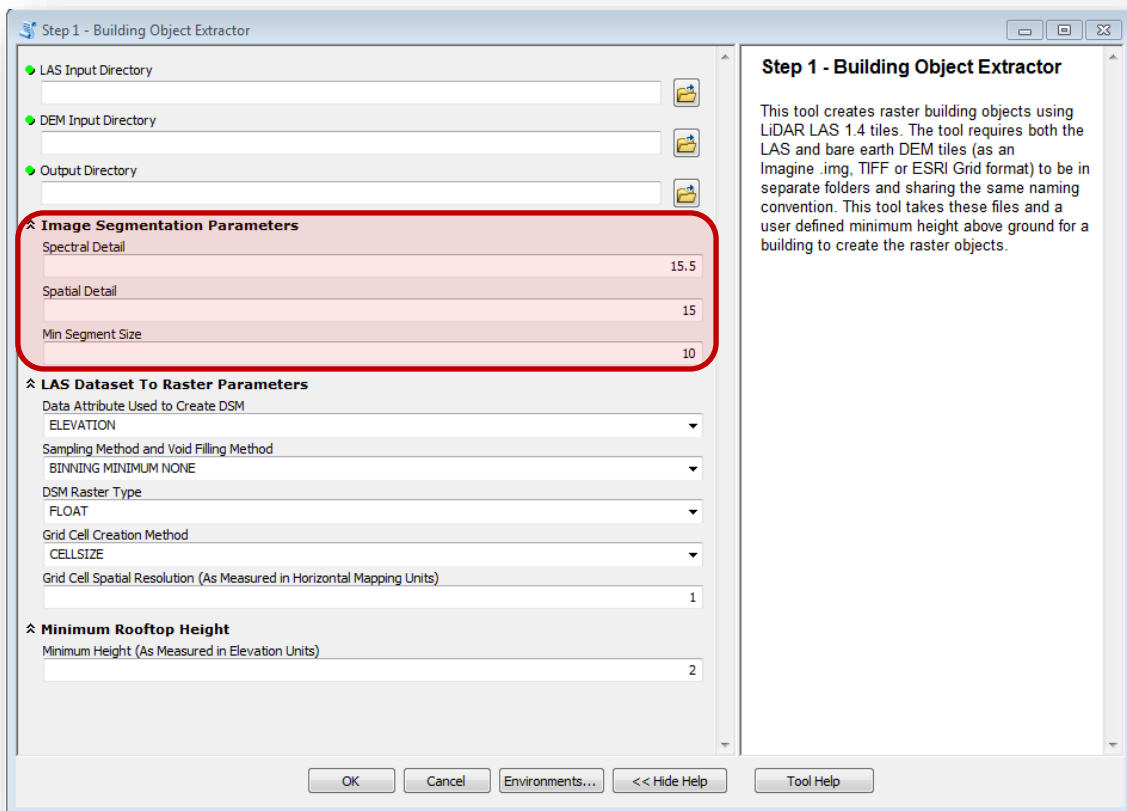 Step 1 - Building Object Extractor
LAS Input Directory
DEM Input Directory
Output Directory
Image Segmentation Parameters
Spectral Detail
15.5
Spatial Detail
15
Min Segment Size
10
LAS Dataset To Raster Parameters
Data Attribute Used to Create DSM
ELEVATION
Sampling Method and Void Filling Method
BINNING MINIMUM NONE
DSM Raster Type
FLOAT
Grid Cell Creation Method
CELLSIZE
Grid Cell Spatial Resolution (As Measured in Horizontal Mapping Units)
1
Minimum Rooftop Height
Minimum Height (As Measured in Elevation Units)
2
Step 1 - Building Object Extractor
This tool creates raster building objects using
LiDAR LAS 1.4 tiles. The tool requires both the
LAS and bare earth DEM tiles (as an
Imagine .img, TIFF or ESRI Grid format) to be in
separate folders and sharing the same naming
convention. This tool takes these files and a
user defined minimum height above ground for a
building to create the raster objects.
OK
Cancel
Environments...
<< Hide Help
Tool Help